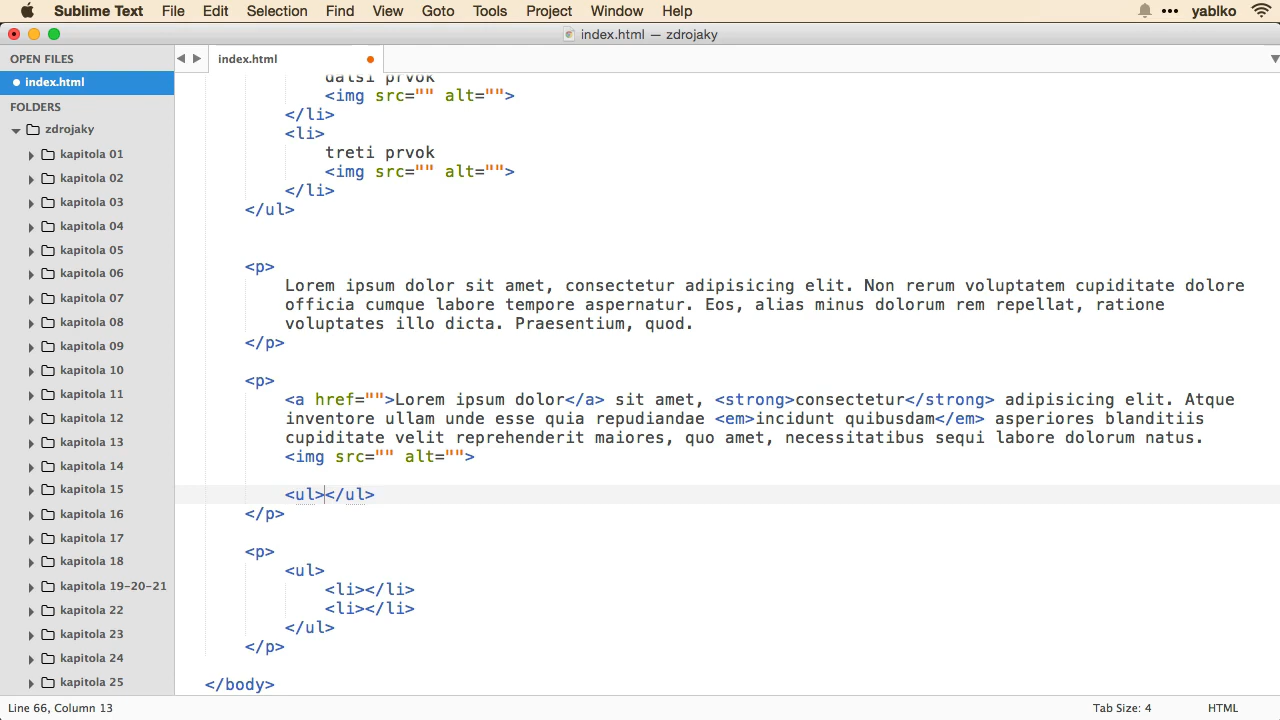 Sublime Text File Edit Selection Find View Goto Tools Project Window Help yablko
index.html — zdrojaky
OPEN FILES
index.html
index.html
FOLDERS
zdrojaky
kapitola 01
kapitola 02
kapitola 03
kapitola 04
kapitola 05
kapitola 06
kapitola 07
kapitola 08
kapitola 09
kapitola 10
kapitola 11
kapitola 12
kapitola 13
kapitola 14
kapitola 15
kapitola 16
kapitola 17
kapitola 18
kapitola 19-20-21
kapitola 22
kapitola 23
kapitola 24
kapitola 25
dalsi prvok
<img src="" alt="">
</li>
<li>
treti prvok
<img src="" alt="">
</li>
</ul>
<p>
Lorem ipsum dolor sit amet, consectetur adipisicing elit. Non rerum voluptatem cupiditate dolore
officia cumque labore tempore aspernatur. Eos, alias minus dolorum rem repellat, ratione
voluptates illo dicta. Praesentium, quod.
</p>
<p>
<a href="">Lorem ipsum dolor</a> sit amet, <strong>consectetur</strong> adipisicing elit. Atque
inventore ullam unde esse quia repudiandae <em>incidunt quibusdam</em> asperiores blanditiis
cupiditate velit reprehenderit maiores, quo amet, necessitatibus sequi labore dolorum natus.
<img src="" alt="">
<ul></ul>
</p>
<p>
<ul>
<li></li>
<li></li>
</ul>
</p>
</body>
Line 66, Column 13
Tab Size: 4
HTML